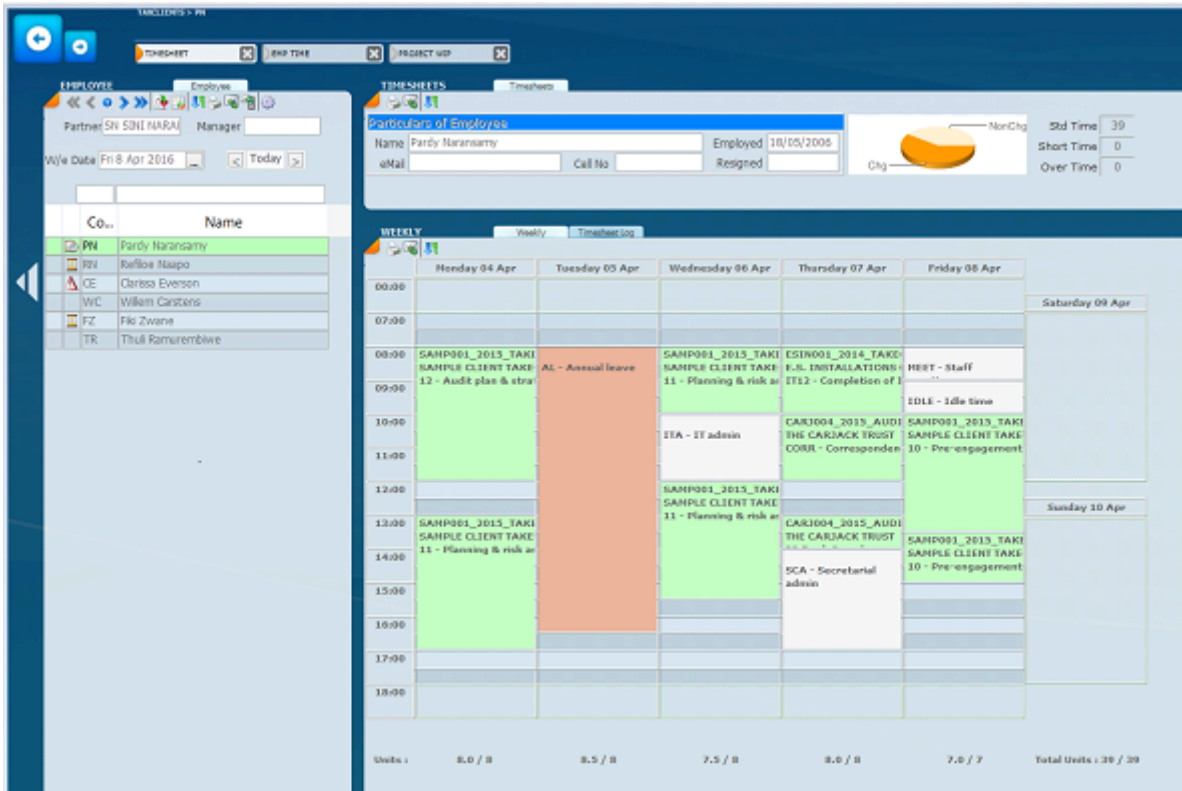 TAXCLIENTS > PN
TIMESHEET
EMP TIME
PROJECT WIP
EMPLOYEE
Employee
Partner SN SINI NARAI Manager
W/e Date Fri 8 Apr 2016 ... < Today >
Co... Name
PN Pardy Naransamy
RN Refiloe Naapo
CE Clarissa Everson
WC Willem Carstens
FZ Fiki Zwane
TR Thuli Ramurembiwe
TIMESHEETS
Timesheets
Particulars of Employee
Name Pardy Naransamy Employed 18/05/2006
eMail Cell No Resigned
NonChg
Chg
Std Time 39
Short Time 0
Over Time 0
WEEKLY
Weekly
Timesheet Log
Monday 04 Apr Tuesday 05 Apr Wednesday 06 Apr Thursday 07 Apr Friday 08 Apr
00:00
07:00
08:00
09:00
10:00
11:00
12:00
13:00
14:00
15:00
16:00
17:00
18:00
SAMP001_2015_TAKI
SAMPLE CLIENT TAKE
12 - Audit plan & stra
SAMP001_2015_TAKI
SAMPLE CLIENT TAKE
11 - Planning & risk a
AL - Annual leave
SAMP001_2015_TAKI
SAMPLE CLIENT TAKE
11 - Planning & risk a
ITA - IT admin
SAMP001_2015_TAKI
SAMPLE CLIENT TAKE
11 - Planning & risk a
ESIN001_2014_TAKI
E.S. INSTALLATIONS
IT12 - Completion of I
CARJ004_2015_AUDI
THE CARJACK TRUST
CORR - Corresponden
CARJ004_2015_AUDI
THE CARJACK TRUST
SCA - Secretarial
admin
MEET - Staff
IDLE - Idle time
SAMP001_2015_TAKI
SAMPLE CLIENT TAKE
10 - Pre-engagement
SAMP001_2015_TAKI
SAMPLE CLIENT TAKE
10 - Pre-engagement
Saturday 09 Apr
Sunday 10 Apr
Units : 8.0 / 8 8.5 / 8 7.5 / 8 8.0 / 8 7.0 / 7 Total Units : 39 / 39